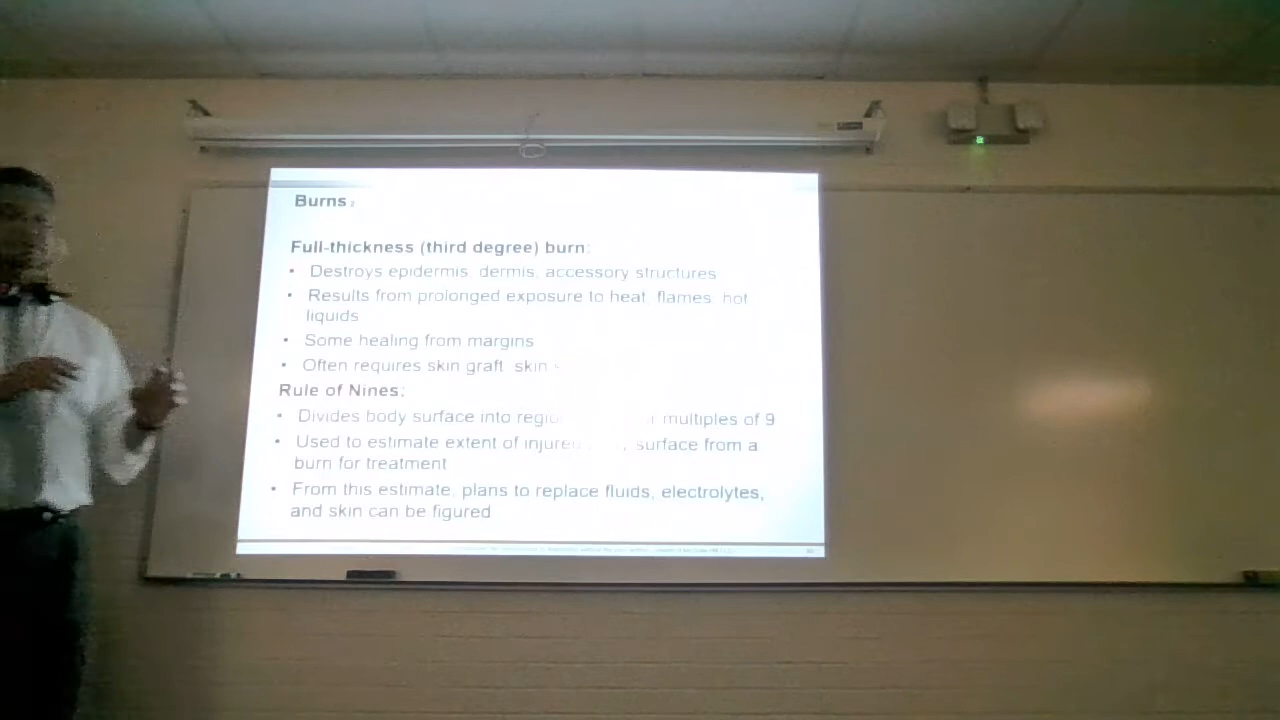 Burns 2
Full-thickness (third degree) burn:
• Destroys epidermis, dermis, accessory structures
• Results from prolonged exposure to heat, flames, hot
liquids
• Some healing from margins
• Often requires skin graft, skin
Rule of Nines:
• Divides body surface into multiples of 9
• Used to estimate extent of injured surface from a
burn for treatment
• From this estimate, plans to replace fluids, electrolytes,
and skin can be figured